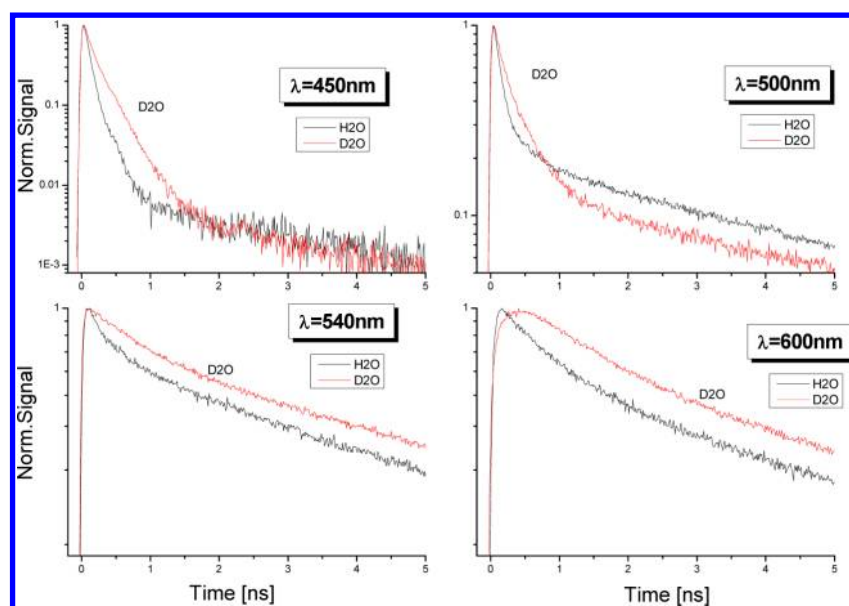 Norm.Signal
1
0.1
0.01
1E-3
D2O
λ=450nm
H2O
D2O
0 1 2 3 4 5
Norm.Signal
1
0.1
D2O
λ=500nm
H2O
D2O
0 1 2 3 4 5
Norm.Signal
1
λ=540nm
H2O
D2O
D2O
0 1 2 3 4 5
Time [ns]
1
λ=600nm
H2O
D2O
D2O
0 1 2 3 4 5
Time [ns]